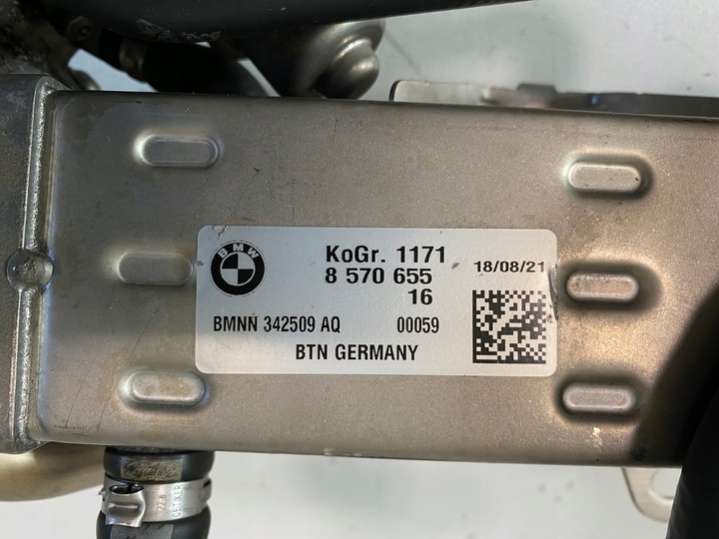 BMW
KoGr. 1171
8 570 655
16
18/08/21
BMNN 342509 AQ 00059
BTN GERMANY